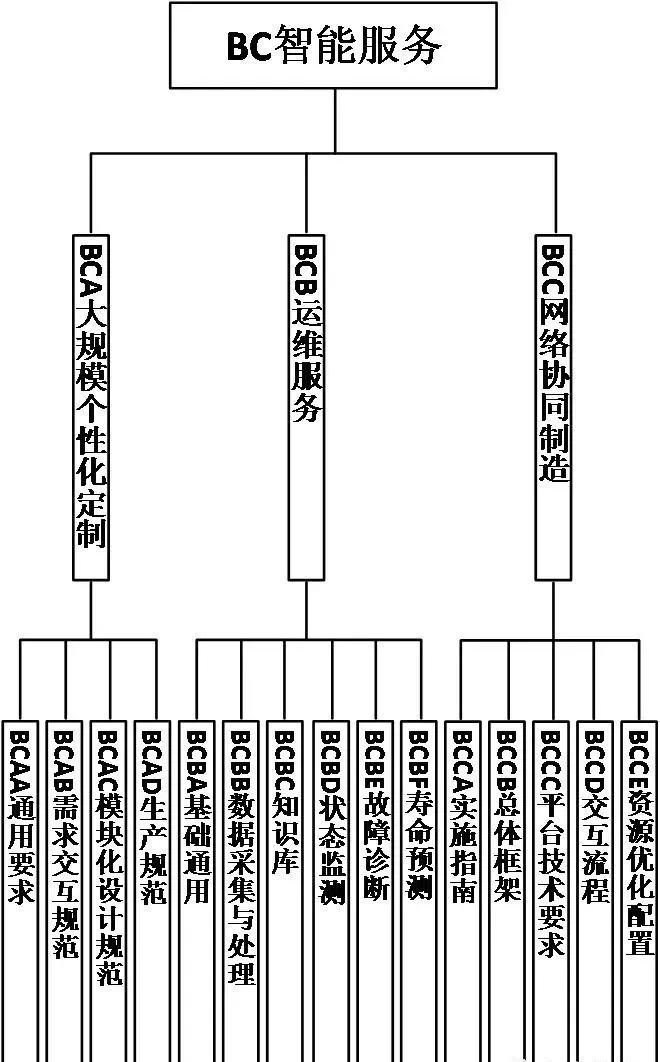 BC智能服务
BCA大规模个性化定制
BCB运维服务
BCC网络协同制造
BCAA通用要求
BCAB需求交互规范
BCAC模块化设计规范
BCAD生产规范
BCBA基础通用
BCBB数据采集与处理
BCBC知识库
BCBD状态监测
BCBE故障诊断
BCBF寿命预测
BCCA实施指南
BCCB总体框架
BCCC平台技术要求
BCCD交互流程
BCCE资源优化配置